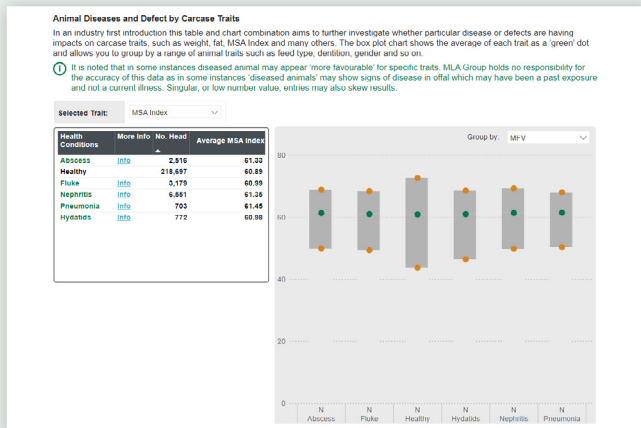 Animal Diseases and Defect by Carcase Traits
In an industry first introduction this table and chart combination aims to further investigate whether particular disease or defects are having
impacts on carcase traits, such as weight, fat, MSA Index and many others. The box plot chart shows the average of each trait as a 'green' dot
and allows you to group by a range of animal traits such as feed type, dentition, gender and so on.
It is noted that in some instances diseased animal may appear 'more favourable' for specific traits. MLA Group holds no responsibility for
the accuracy of this data as in some instances 'diseased animals' may show signs of disease in offal which may have been a past exposure
and not a current illness. Singular, or low number value, entries may also skew results.
Selected Trait: MSA Index
Health Conditions More Info No. Head Average MSA Index
Abscess Info 2,516 61.33
Healthy 218,697 60.89
Fluke Info 3,179 60.99
Nephritis Info 6,551 61.35
Pneumonia Info 703 61.45
Hydatids Info 772 60.98
Group by: MFV
80
60
40
20
0
N N N N N N
Abscess Fluke Healthy Hydatids Nephritis Pneumonia